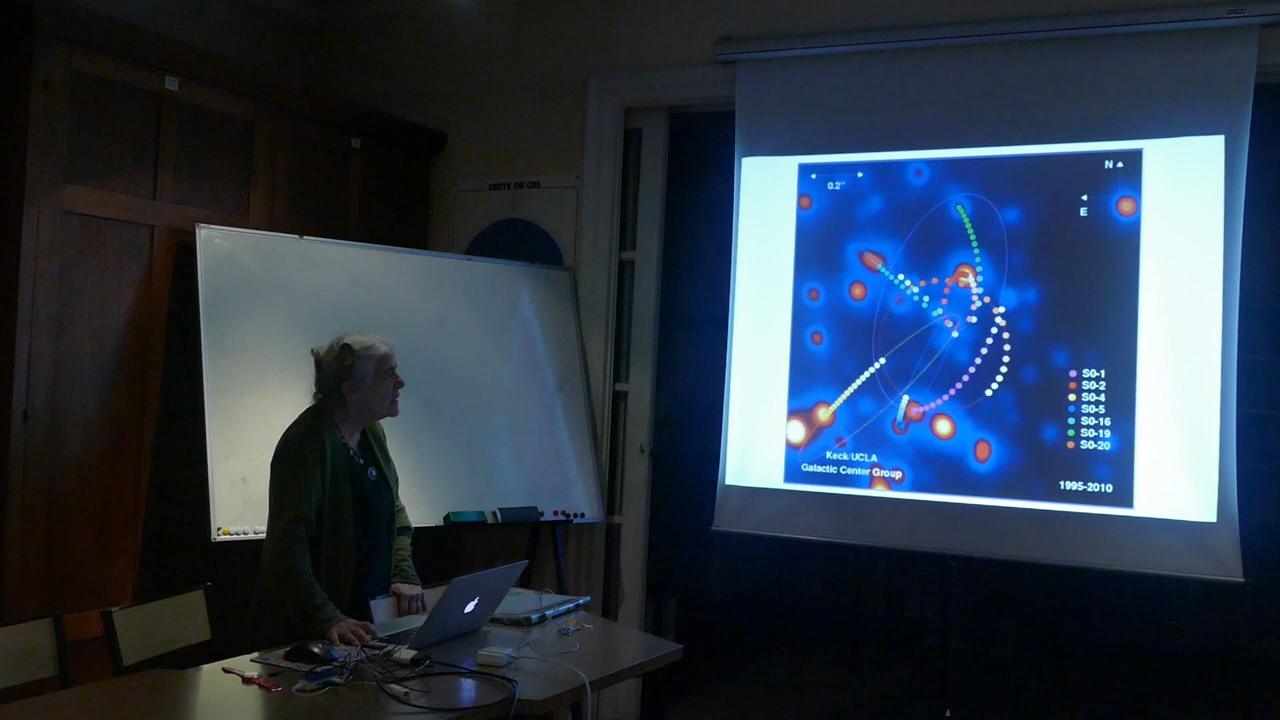 CARTE DU CIEL
0.2"
N
E
S0-1
S0-2
S0-4
S0-5
S0-16
S0-19
S0-20
Keck/UCLA
Galactic Center Group
1995-2010